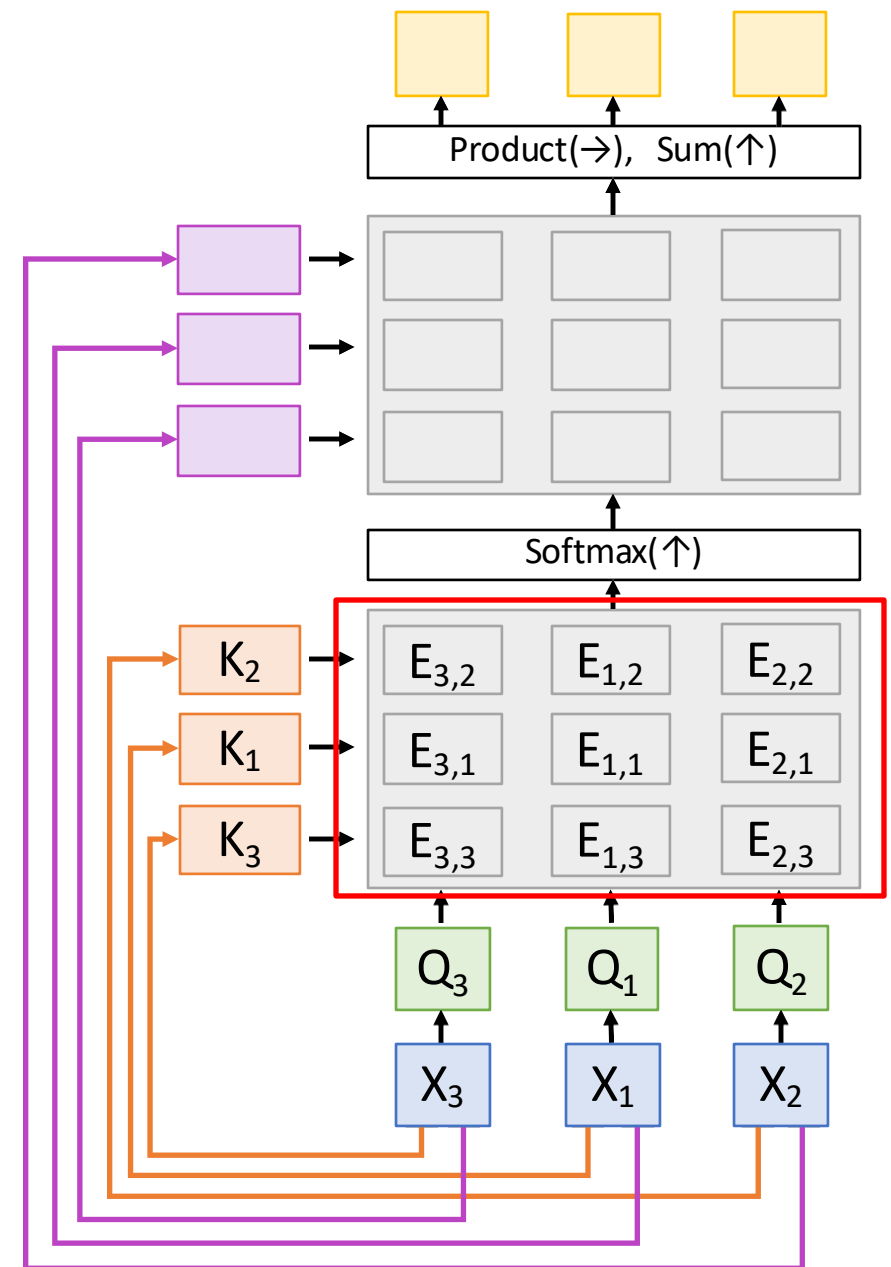 Product(→), Sum(↑)
Softmax(↑)
K₂ E₃,₂ E₁,₂ E₂,₂
K₁ E₃,₁ E₁,₁ E₂,₁
K₃ E₃,₃ E₁,₃ E₂,₃
Q₃ Q₁ Q₂
X₃ X₁ X₂